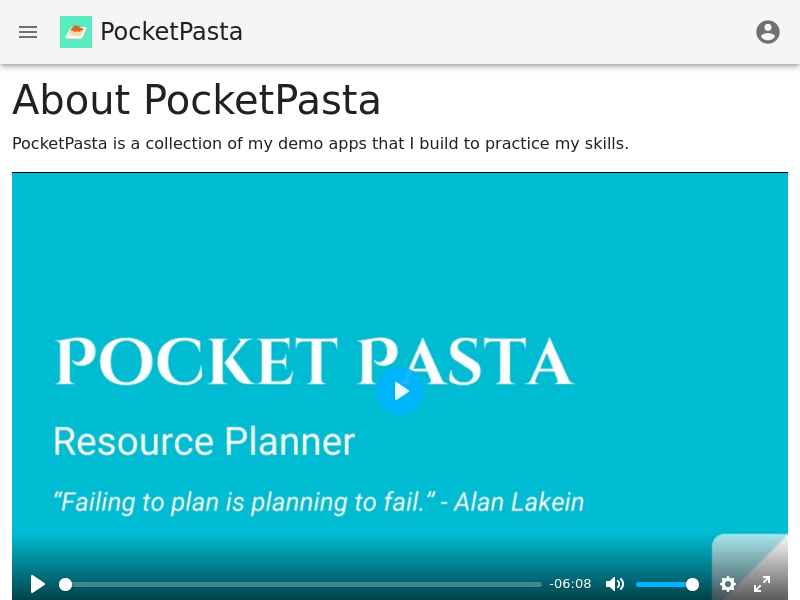 PocketPasta
About PocketPasta
PocketPasta is a collection of my demo apps that I build to practice my skills.
POCKET PASTA
Resource Planner
“Failing to plan is planning to fail.” - Alan Lakein
-06:08